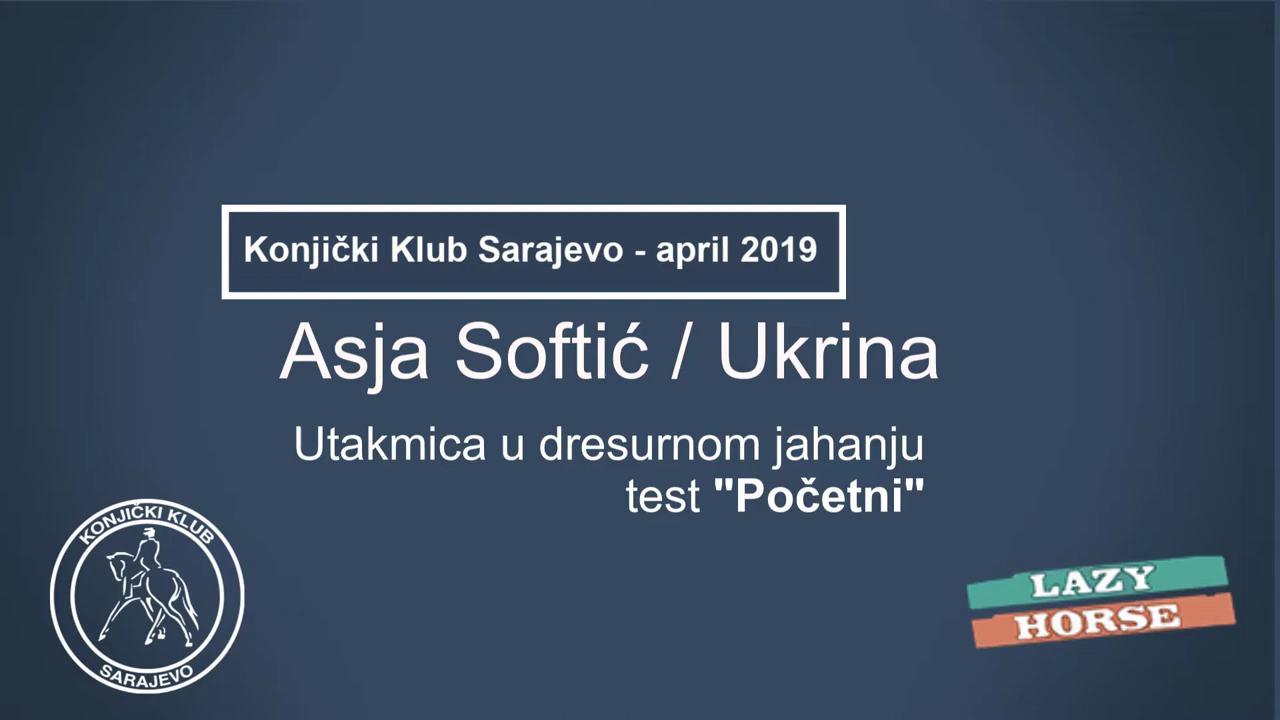 Konjički Klub Sarajevo - april 2019
Asja Softić / Ukrina
Utakmica u dresurnom jahanju
test "Početni"
KONJIČKI KLUB
SARAJEVO
LAZY
HORSE